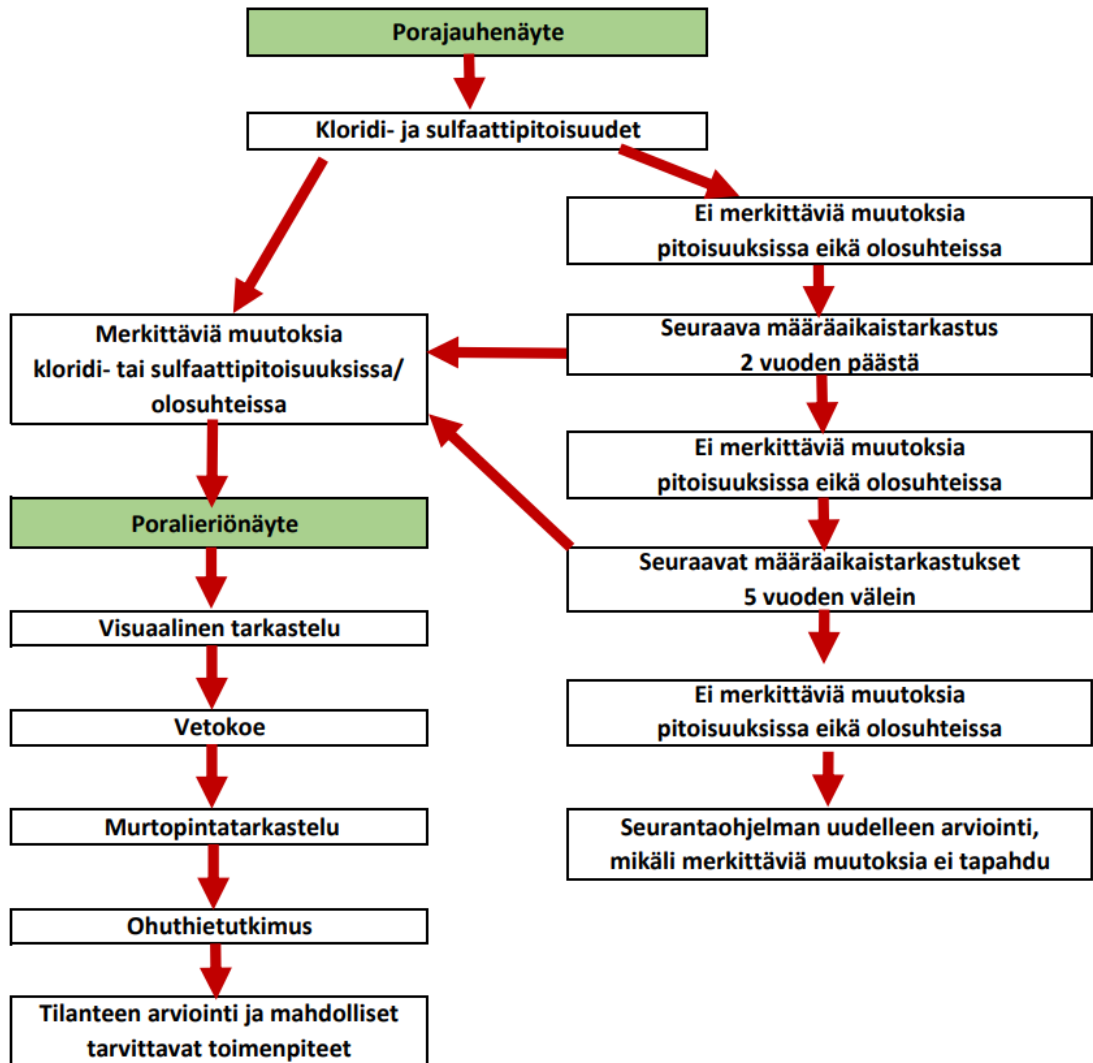 Porajauhenäyte
Kloridi- ja sulfaattipitoisuudet
Ei merkittäviä muutoksia
pitoisuuksissa eikä olosuhteissa
Merkittäviä muutoksia
kloridi- tai sulfaattipitoisuuksissa/
olosuhteissa
Seuraava määräaikaistarkastus
2 vuoden päästä
Ei merkittäviä muutoksia
pitoisuuksissa eikä olosuhteissa
Poralieriönäyte
Seuraavat määräaikaistarkastukset
5 vuoden välein
Visuaalinen tarkastelu
Ei merkittäviä muutoksia
pitoisuuksissa eikä olosuhteissa
Vetokoe
Murtopintatarkastelu
Seurantaohjelman uudelleen arviointi,
mikäli merkittäviä muutoksia ei tapahdu
Ohuthietutkimus
Tilanteen arviointi ja mahdolliset
tarvittavat toimenpiteet